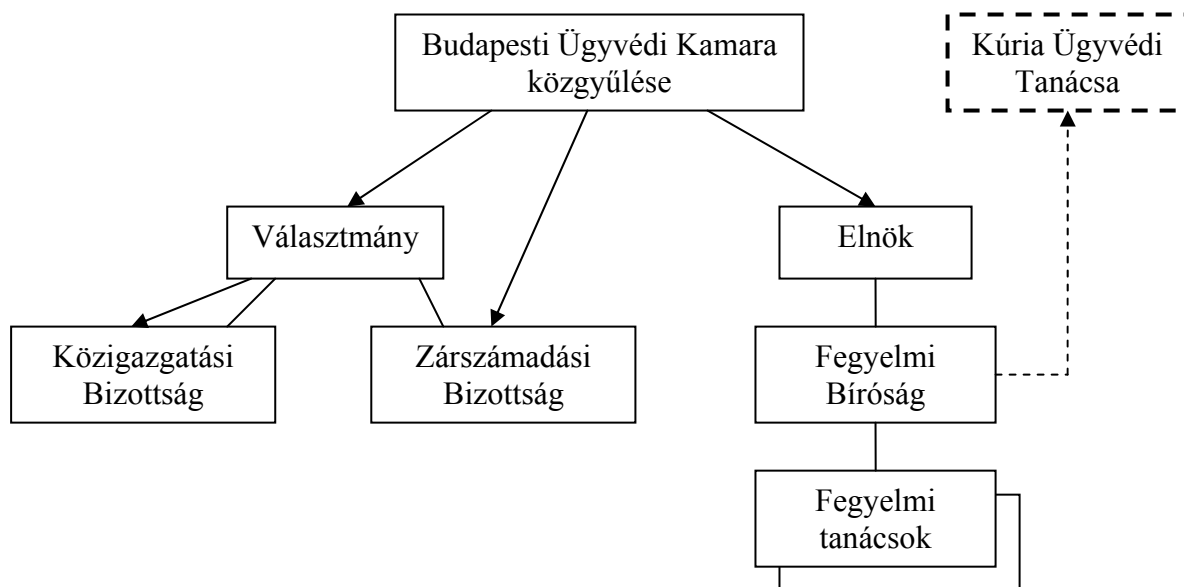 Budapesti Ügyvédi Kamara
közgyűlése
Kúria Ügyvédi
Tanácsa
Választmány
Elnök
Közigazgatási
Bizottság
Zárszámadási
Bizottság
Fegyelmi
Bíróság
Fegyelmi
tanácsok